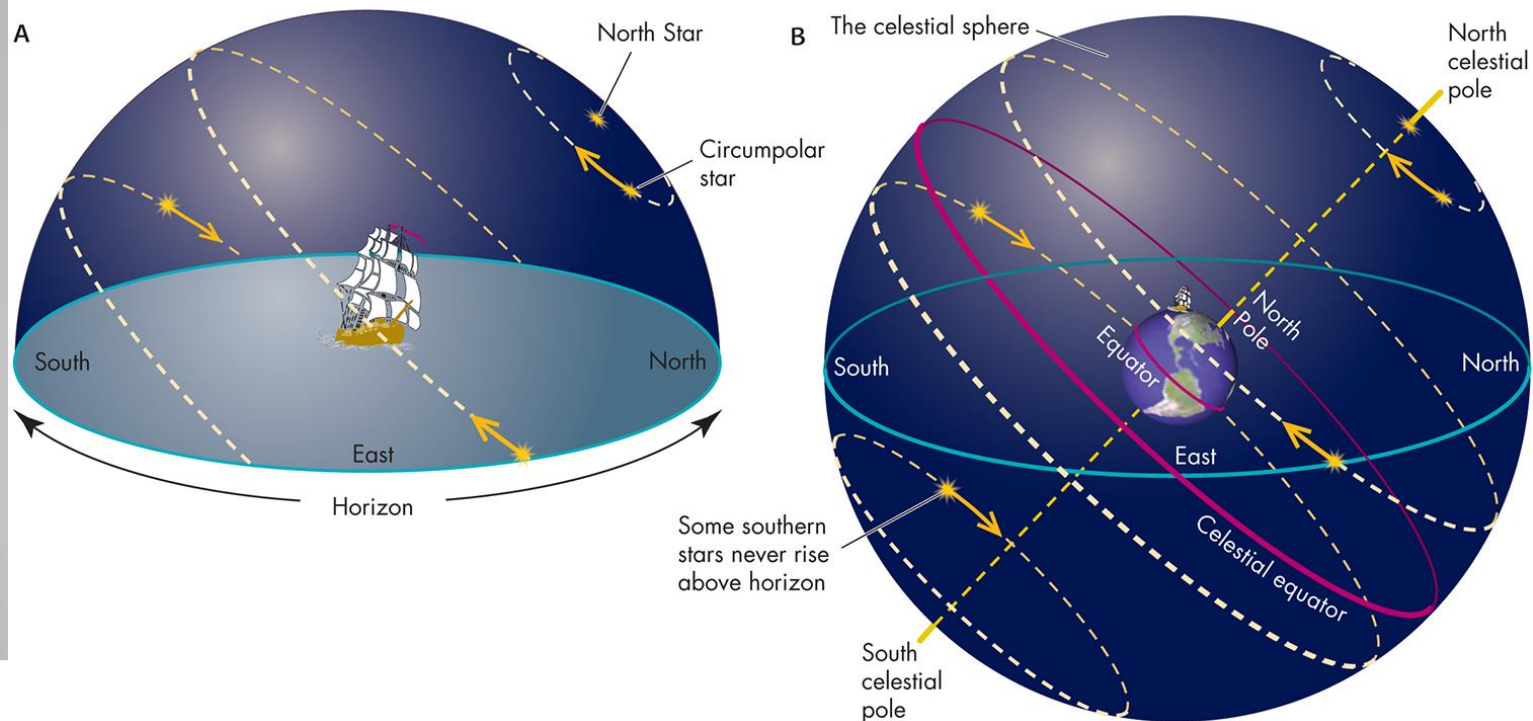 A
North Star
Circumpolar
star
South
North
East
Horizon
B
The celestial sphere
North
celestial
pole
North
Pole
Equator
South
North
East
Celestial equator
Some southern
stars never rise
above horizon
South
celestial
pole